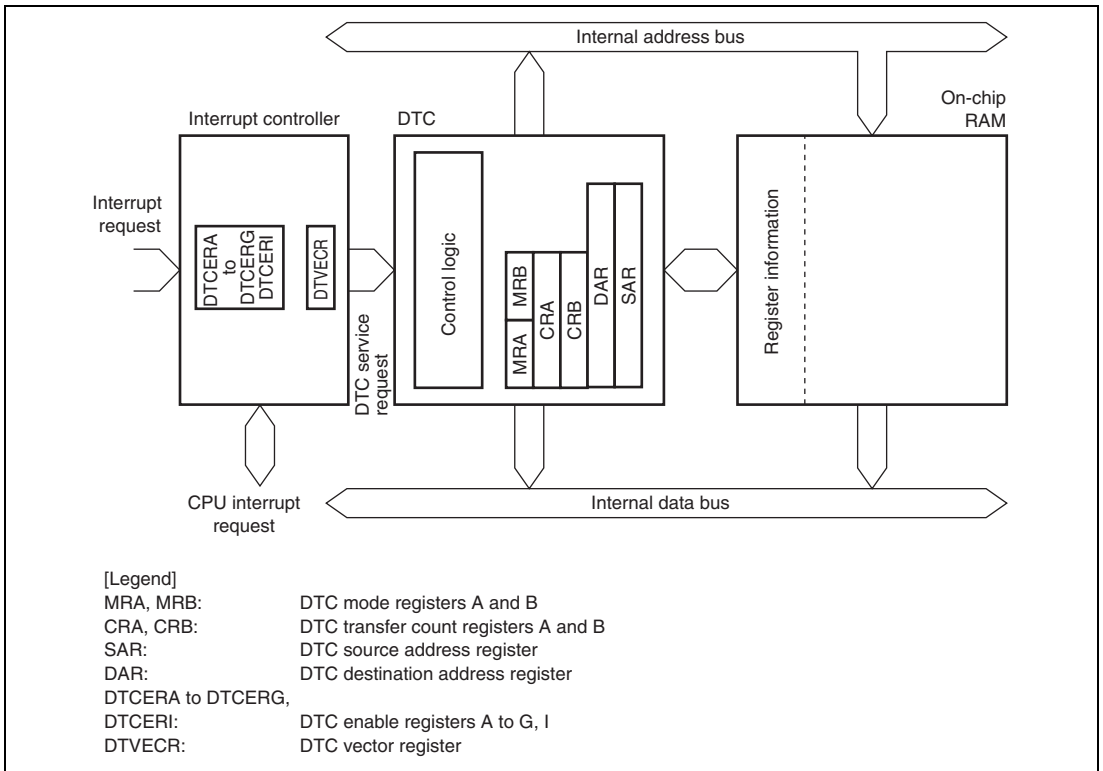 Internal address bus
On-chip
RAM
Interrupt controller
DTC
Interrupt
request
DTCERA
to
DTCERG
DTCERI
DTVECR
DTC service
request
Control logic
MRA
MRB
CRA
CRB
DAR
SAR
Register information
CPU interrupt
request
Internal data bus
[Legend]
MRA, MRB: DTC mode registers A and B
CRA, CRB: DTC transfer count registers A and B
SAR: DTC source address register
DAR: DTC destination address register
DTCERA to DTCERG,
DTCERI: DTC enable registers A to G, I
DTVECR: DTC vector register